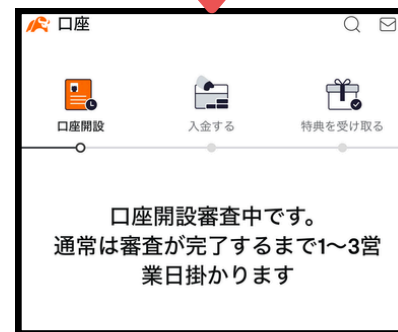 口座
口座開設
入金する
特典を受け取る
口座開設審査中です。
通常は審査が完了するまで1〜3営
業日掛かります